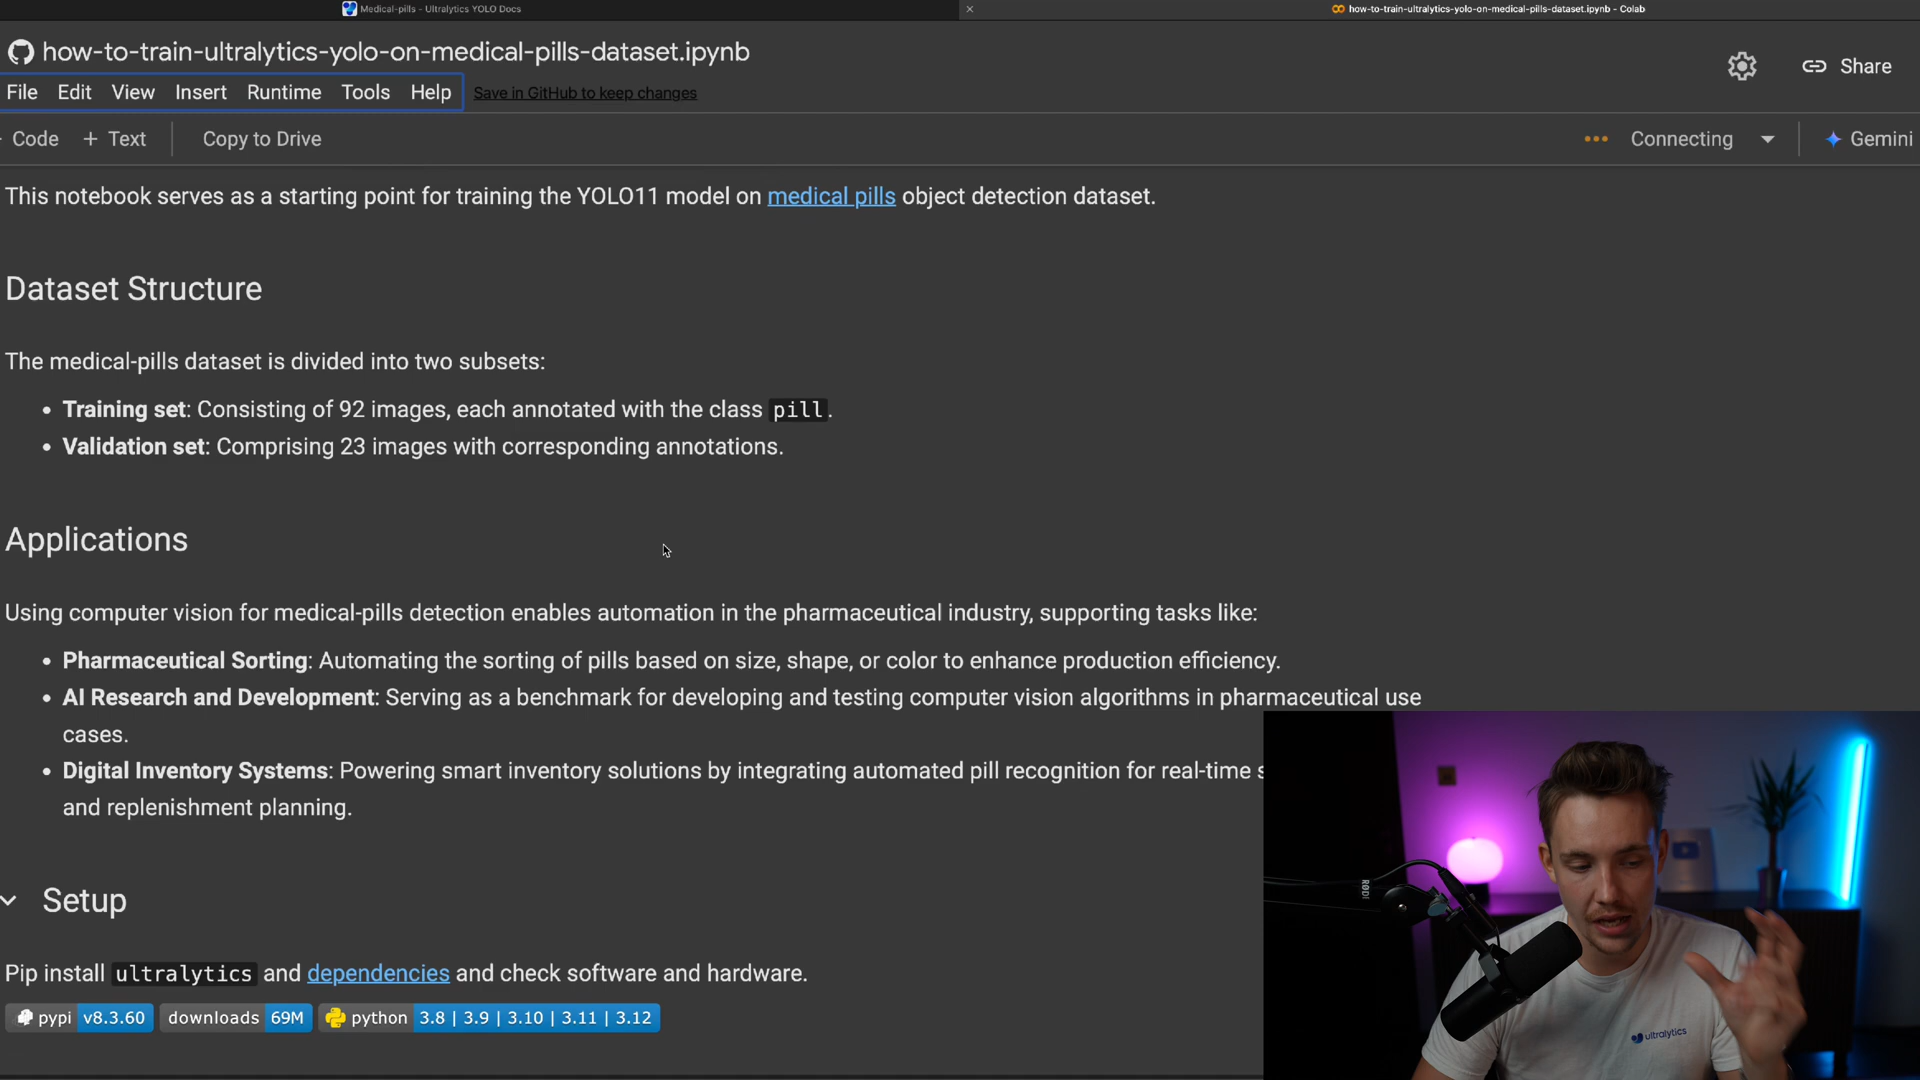 Medical-pills - Ultralytics YOLO Docs
how-to-train-ultralytics-yolo-on-medical-pills-dataset.ipynb - Colab
how-to-train-ultralytics-yolo-on-medical-pills-dataset.ipynb
Share
File Edit View Insert Runtime Tools Help Save in GitHub to keep changes
Code + Text Copy to Drive Connecting Gemini
This notebook serves as a starting point for training the YOLO11 model on medical pills object detection dataset.
Dataset Structure
The medical-pills dataset is divided into two subsets:
• Training set: Consisting of 92 images, each annotated with the class pill.
• Validation set: Comprising 23 images with corresponding annotations.
Applications
Using computer vision for medical-pills detection enables automation in the pharmaceutical industry, supporting tasks like:
• Pharmaceutical Sorting: Automating the sorting of pills based on size, shape, or color to enhance production efficiency.
• AI Research and Development: Serving as a benchmark for developing and testing computer vision algorithms in pharmaceutical use
cases.
• Digital Inventory Systems: Powering smart inventory solutions by integrating automated pill recognition for real-time
and replenishment planning.
Setup
Pip install ultralytics and dependencies and check software and hardware.
pypi v8.3.60 downloads 69M python 3.8 | 3.9 | 3.10 | 3.11 | 3.12
RØDE
ultralytics